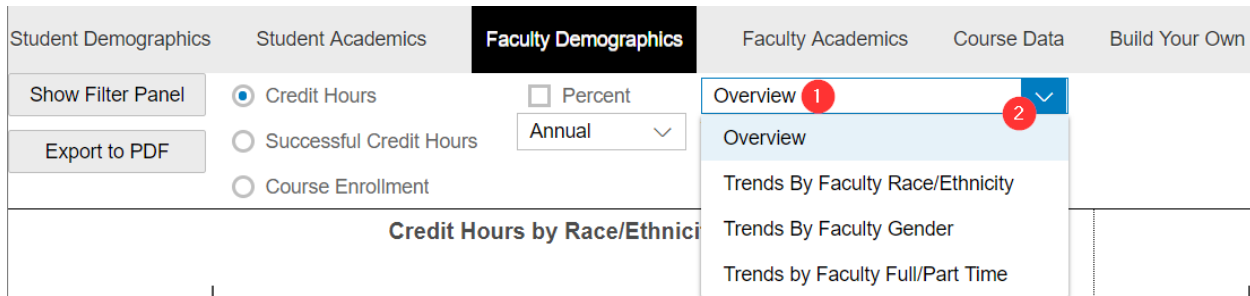 Student Demographics Student Academics Faculty Demographics Faculty Academics Course Data Build Your Own
Show Filter Panel Credit Hours Percent Overview 1
2
Export to PDF Successful Credit Hours Annual Overview
Course Enrollment Trends By Faculty Race/Ethnicity
Credit Hours by Race/Ethnici Trends By Faculty Gender
Trends by Faculty Full/Part Time